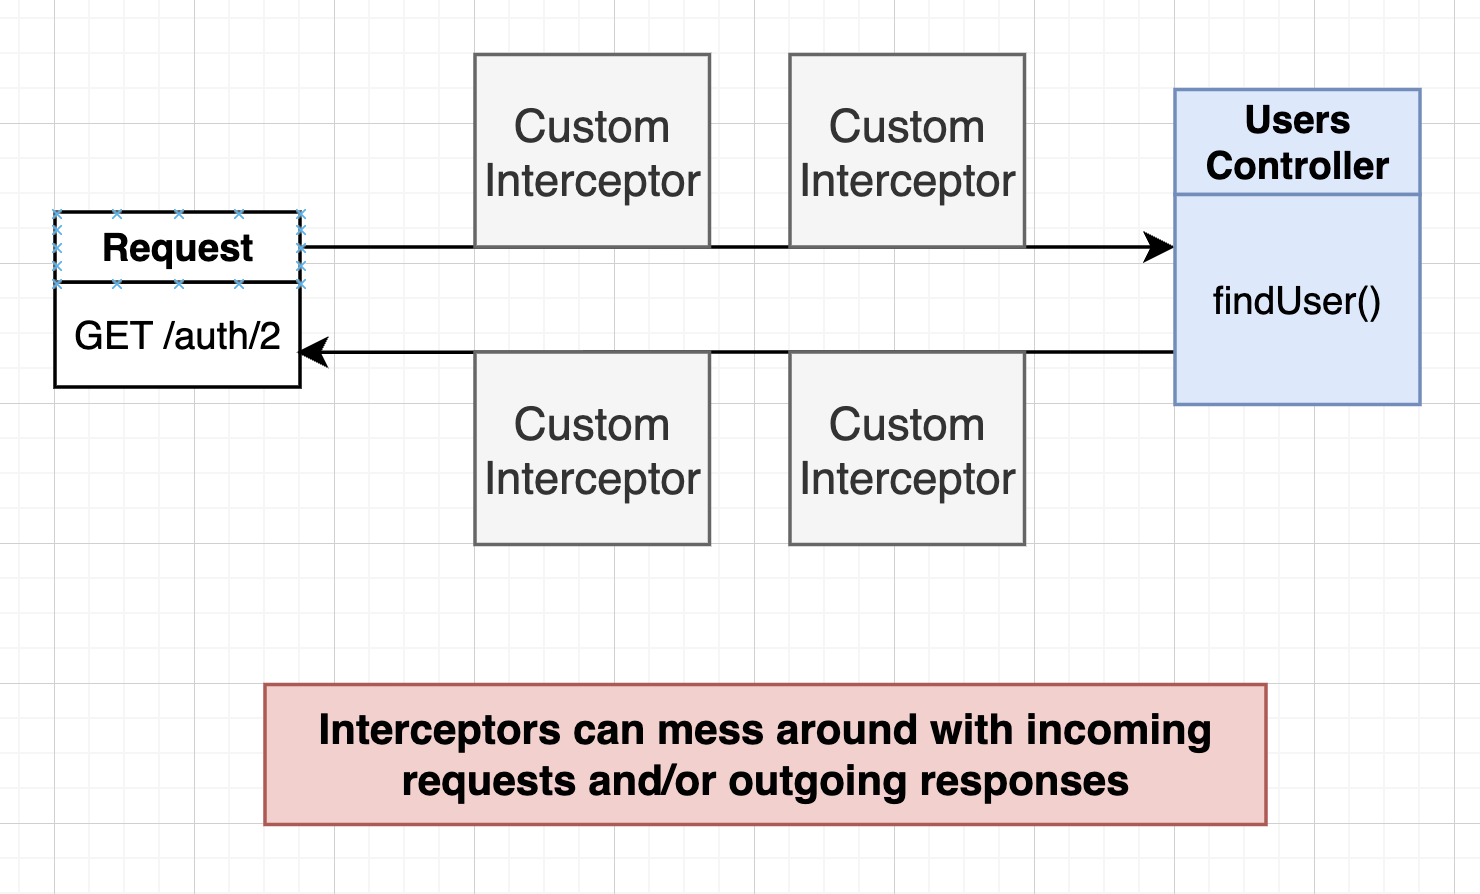 Custom
Interceptor
Custom
Interceptor
Users
Controller
Request
GET /auth/2
findUser()
Custom
Interceptor
Custom
Interceptor
Interceptors can mess around with incoming
requests and/or outgoing responses